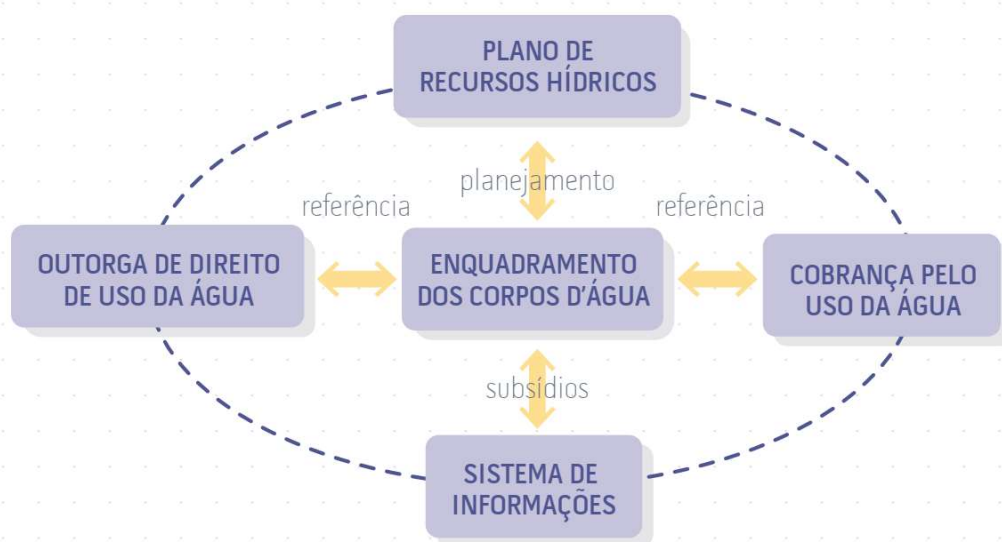 PLANO DE
RECURSOS HÍDRICOS
planejamento
referência
referência
OUTORGA DE DIREITO
DE USO DA ÁGUA
ENQUADRAMENTO
DOS CORPOS D'ÁGUA
COBRANÇA PELO
USO DA ÁGUA
subsídios
SISTEMA DE
INFORMAÇÕES